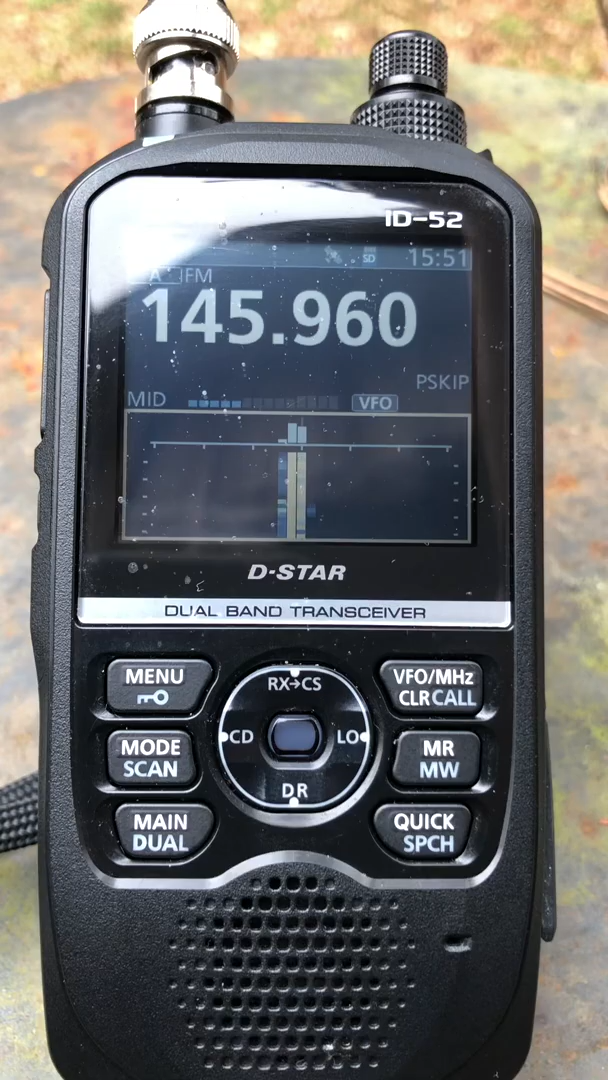 ID-52
SD 15:51
A FM
145.960
PSKIP
MID VFO
D-STAR
DUAL BAND TRANSCEIVER
MENU
RX→CS
VFO/MHz
CLR CALL
MODE
SCAN
CD
LO
MR
MW
DR
MAIN
DUAL
QUICK
SPCH